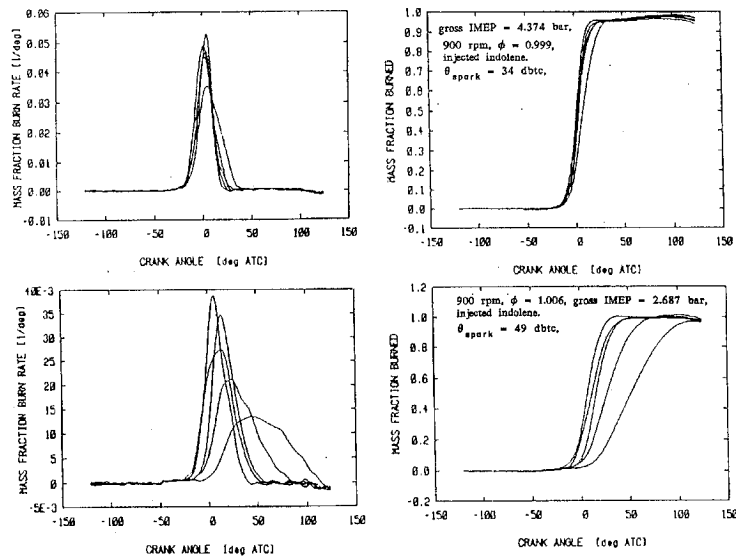 0.06
0.05
0.04
0.03
0.02
0.01
0.00
-0.01
MASS FRACTION BURN RATE [1/deg]
-150 -100 -50 0 50 100 150
CRANK ANGLE [deg ATC]
1.0
0.9
0.8
0.7
0.6
0.5
0.4
0.3
0.2
0.1
0.0
-0.1
MASS FRACTION BURNED
gross IMEP = 4.374 bar,
900 rpm, ϕ = 0.999,
injected indolene.
θspark = 34 dbtc,
-150 -100 -50 0 50 100 150
CRANK ANGLE [deg ATC]
40E-3
35
30
25
20
15
10
5
0
-5E-3
MASS FRACTION BURN RATE [1/deg]
-150 -100 -50 0 50 100 150
CRANK ANGLE [deg ATC]
1.2
1.0
0.8
0.6
0.4
0.2
0.0
-0.2
MASS FRACTION BURNED
900 rpm, ϕ = 1.006, gross IMEP = 2.687 bar,
injected indolene.
θspark = 49 dbtc,
-150 -100 -50 0 50 100 150
CRANK ANGLE [deg ATC]